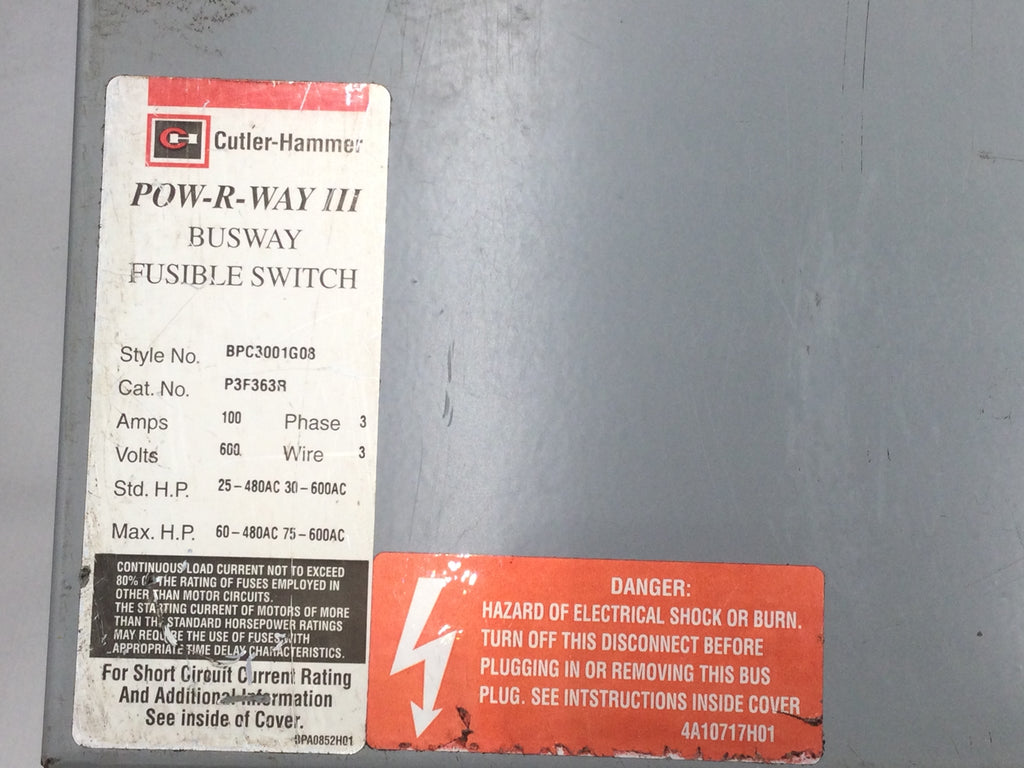 Cutler-Hammer
POW-R-WAY III
BUSWAY
FUSIBLE SWITCH
Style No. BPC3001G08
Cat. No. P3F363R
Amps 100 Phase 3
Volts 600 Wire 3
Std. H.P. 25-480AC 30-600AC
Max. H.P. 60-480AC 75-600AC
CONTINUOUS LOAD CURRENT NOT TO EXCEED
80% OF THE RATING OF FUSES EMPLOYED IN
OTHER THAN MOTOR CIRCUITS.
THE STARTING CURRENT OF MOTORS OF MORE
THAN THE STANDARD HORSEPOWER RATINGS
MAY REQUIRE THE USE OF FUSES WITH
APPROPRIATE TIME DELAY CHARACTERISTICS.
For Short Circuit Current Rating
And Additional Information
See inside of Cover.
BPA0852H01
DANGER:
HAZARD OF ELECTRICAL SHOCK OR BURN.
TURN OFF THIS DISCONNECT BEFORE
PLUGGING IN OR REMOVING THIS BUS
PLUG. SEE INTSTRUCTIONS INSIDE COVER
4A10717H01